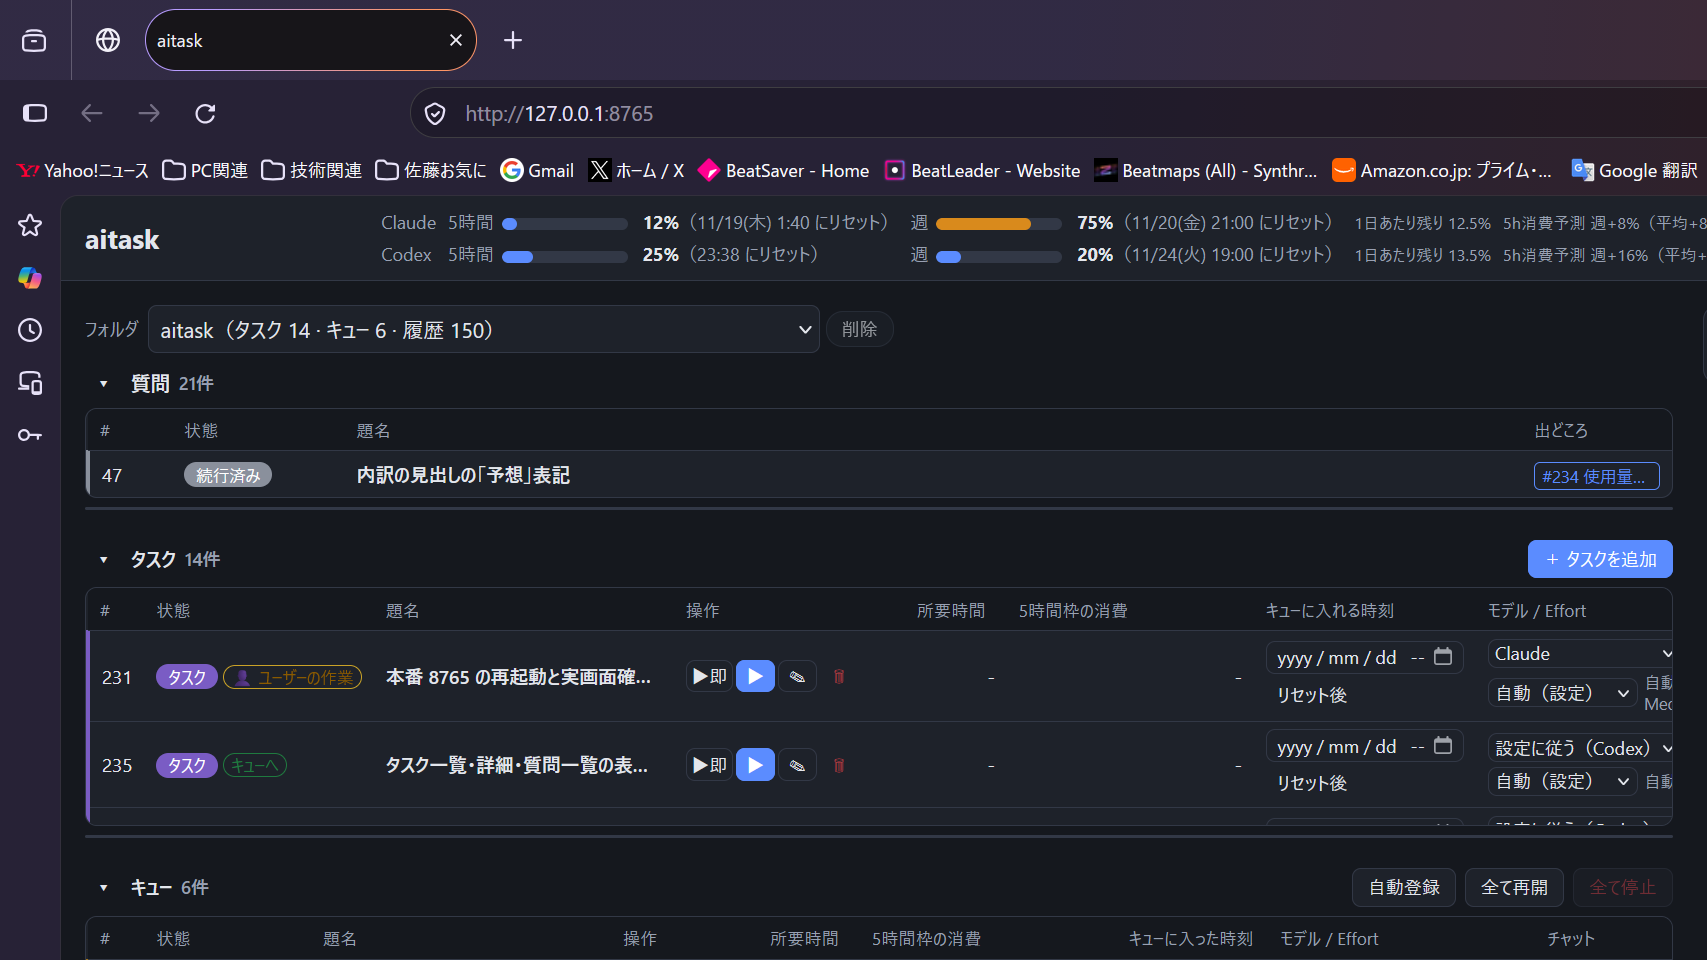 aitask
http://127.0.0.1:8765
Yahoo!ニュース PC関連 技術関連 佐藤お気に Gmail ホーム / X BeatSaver - Home BeatLeader - Website Beatmaps (All) - Synthr... Amazon.co.jp: プライム・... Google 翻訳
aitask
Claude 5時間 12%（11/19(木) 1:40 にリセット） 週 75%（11/20(金) 21:00 にリセット） 1日あたり残り 12.5% 5h消費予測 週+8%（平均+8
Codex 5時間 25%（23:38 にリセット） 週 20%（11/24(火) 19:00 にリセット） 1日あたり残り 13.5% 5h消費予測 週+16%（平均+
フォルダ aitask（タスク 14 · キュー 6 · 履歴 150） 削除
質問 21件
# 状態 題名 出どころ
47 続行済み 内訳の見出しの「予想」表記 #234 使用量...
タスク 14件 ＋ タスクを追加
# 状態 題名 操作 所要時間 5時間枠の消費 キューに入れる時刻 モデル / Effort
231 タスク ユーザーの作業 本番 8765 の再起動と実画面確... ▶即 ▶ - - yyyy / mm / dd -- Claude
リセット後 自動（設定） 自動
Med
235 タスク キューへ タスク一覧・詳細・質問一覧の表... ▶即 ▶ - - yyyy / mm / dd -- 設定に従う（Codex）
リセット後 自動（設定） 自動
キュー 6件 自動登録 全て再開 全て停止
# 状態 題名 操作 所要時間 5時間枠の消費 キューに入った時刻 モデル / Effort チャット